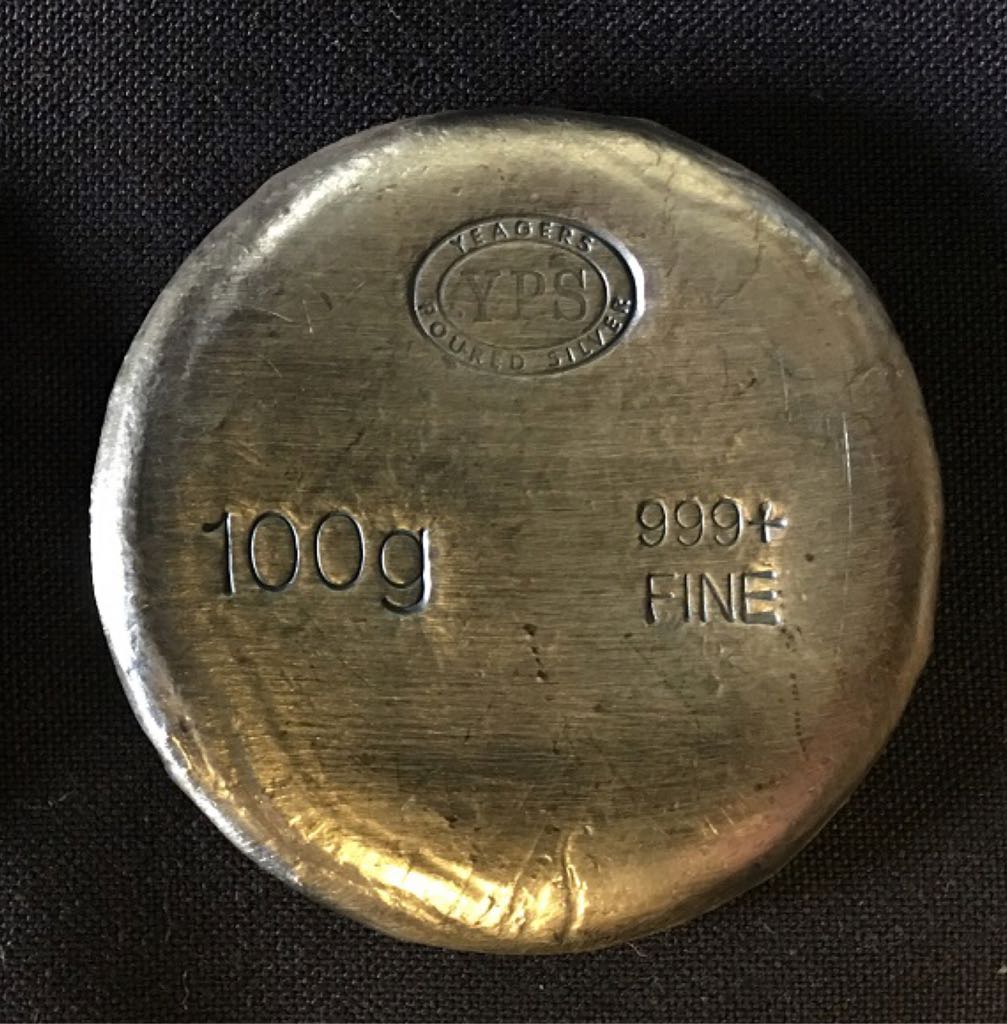 YEAGERS
YPS
POURED SILVER
100g
999+
FINE